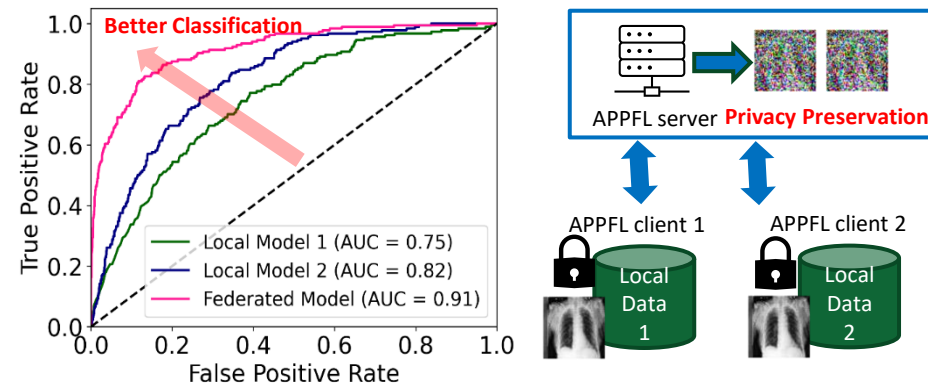 Better Classification
True Positive Rate
1.0
0.8
0.6
0.4
0.2
0.0
Local Model 1 (AUC = 0.75)
Local Model 2 (AUC = 0.82)
Federated Model (AUC = 0.91)
0.0 0.2 0.4 0.6 0.8 1.0
False Positive Rate
APPFL server Privacy Preservation
APPFL client 1
APPFL client 2
Local
Data
1
Local
Data
2